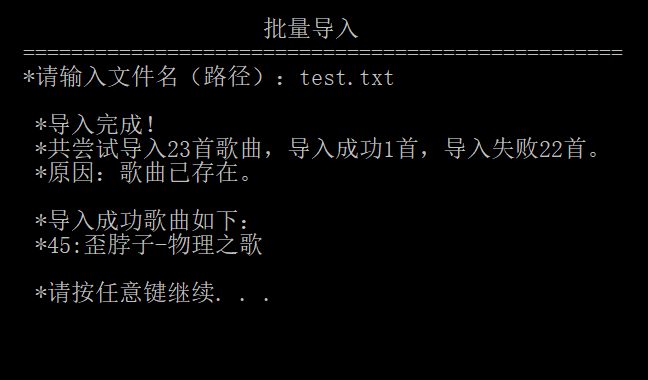 批量导入
==================================================
*请输入文件名（路径）：test.txt
*导入完成!
*共尝试导入23首歌曲，导入成功1首，导入失败22首。
*原因：歌曲已存在。
*导入成功歌曲如下：
*45:歪脖子-物理之歌
*请按任意键继续. . .